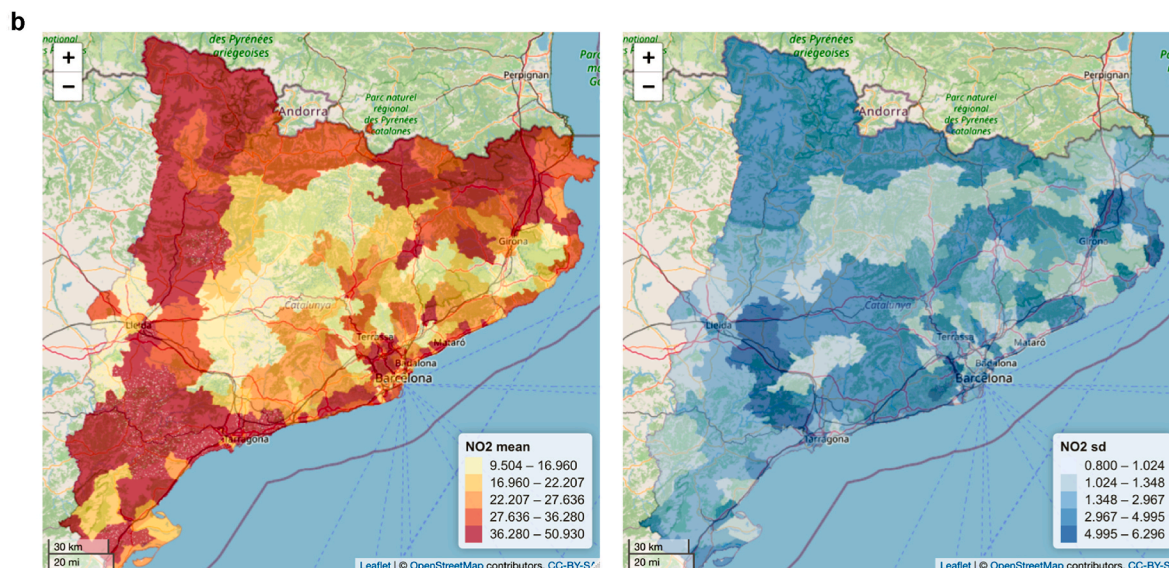 b
national
des Pyrénées
ariégeoises
Perpignan
+
−
Andorra
Parc naturel
régional
des Pyrénées
catalanes
Girona
Catalunya
Lleida
Terrassa
Mataró
Badalona
Barcelona
Tarragona
NO2 mean
9.504 – 16.960
16.960 – 22.207
22.207 – 27.636
27.636 – 36.280
36.280 – 50.930
30 km
20 mi
Leaflet | © OpenStreetMap contributors, CC-BY-SA
national
des Pyrénées
ariégeoises
Perpignan
+
−
Andorra
Parc naturel
régional
des Pyrénées
catalanes
Girona
Catalunya
Lleida
Terrassa
Mataró
Badalona
Barcelona
Tarragona
NO2 sd
0.800 – 1.024
1.024 – 1.348
1.348 – 2.967
2.967 – 4.995
4.995 – 6.296
30 km
20 mi
Leaflet | © OpenStreetMap contributors, CC-BY-S